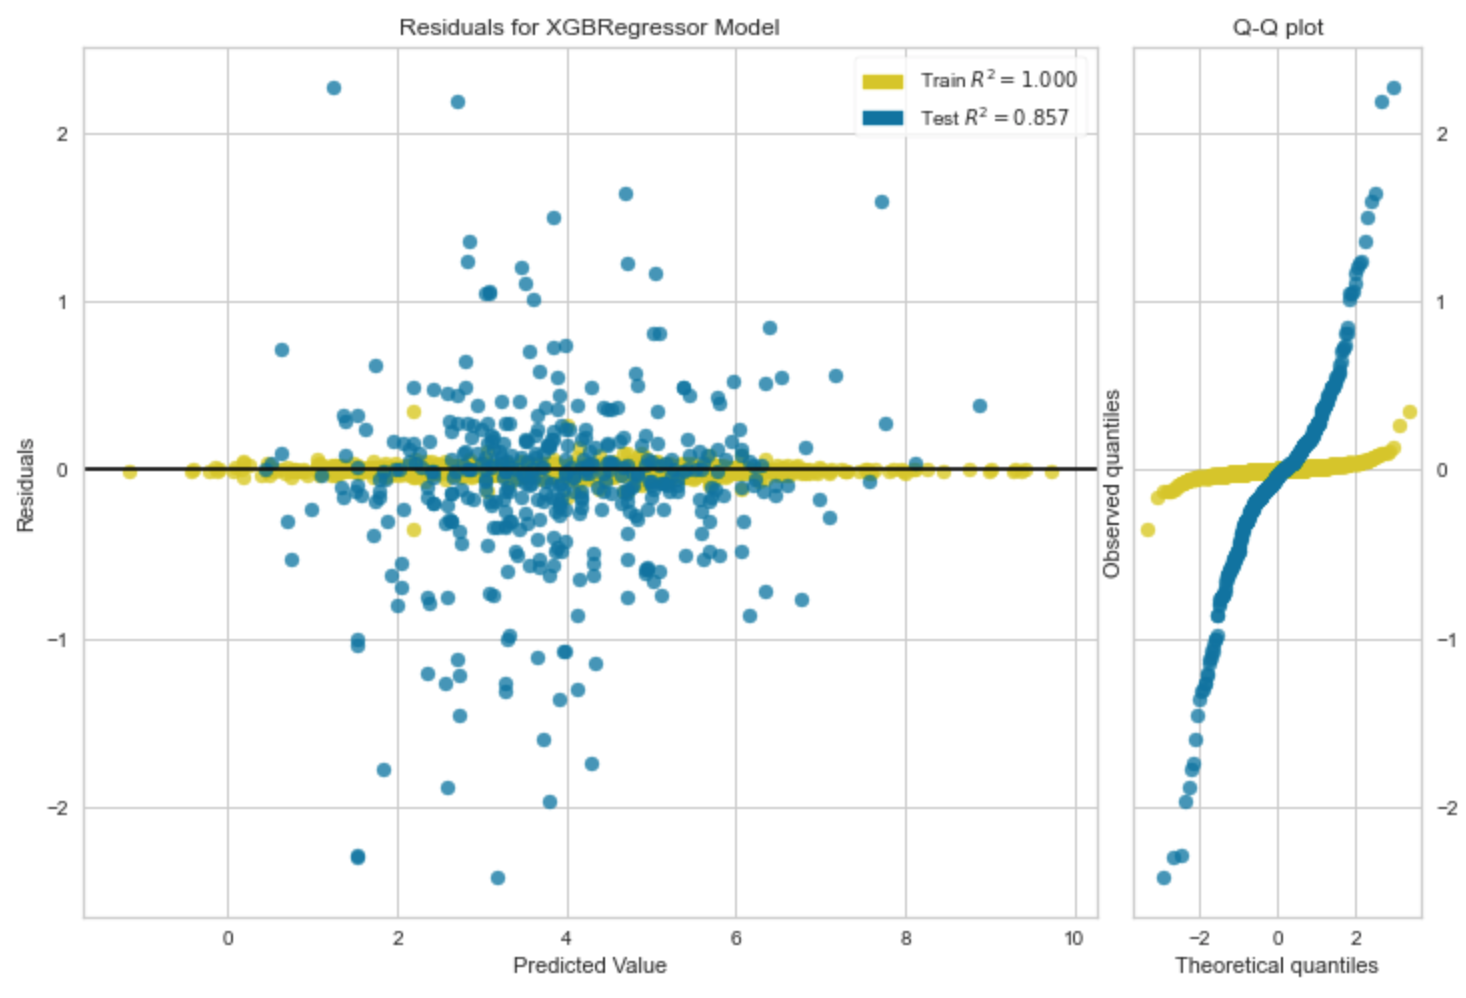 Residuals for XGBRegressor Model
Q-Q plot
Train R² = 1.000
Test R² = 0.857
2
1
0
−1
−2
Residuals
0
2
4
6
8
10
Predicted Value
Observed quantiles
2
1
0
−1
−2
−2
0
2
Theoretical quantiles